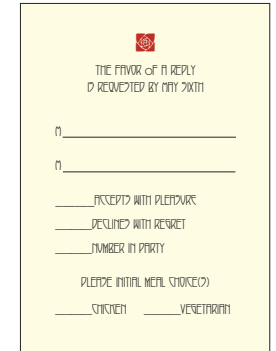 THE FAVOR OF A REPLY
IS REQUESTED BY MAY SIXTH
M
M
ACCEPTS WITH PLEASURE
DECLINES WITH REGRET
NUMBER IN PARTY
PLEASE INITIAL MEAL CHOICE(S)
CHICKEN VEGETARIAN